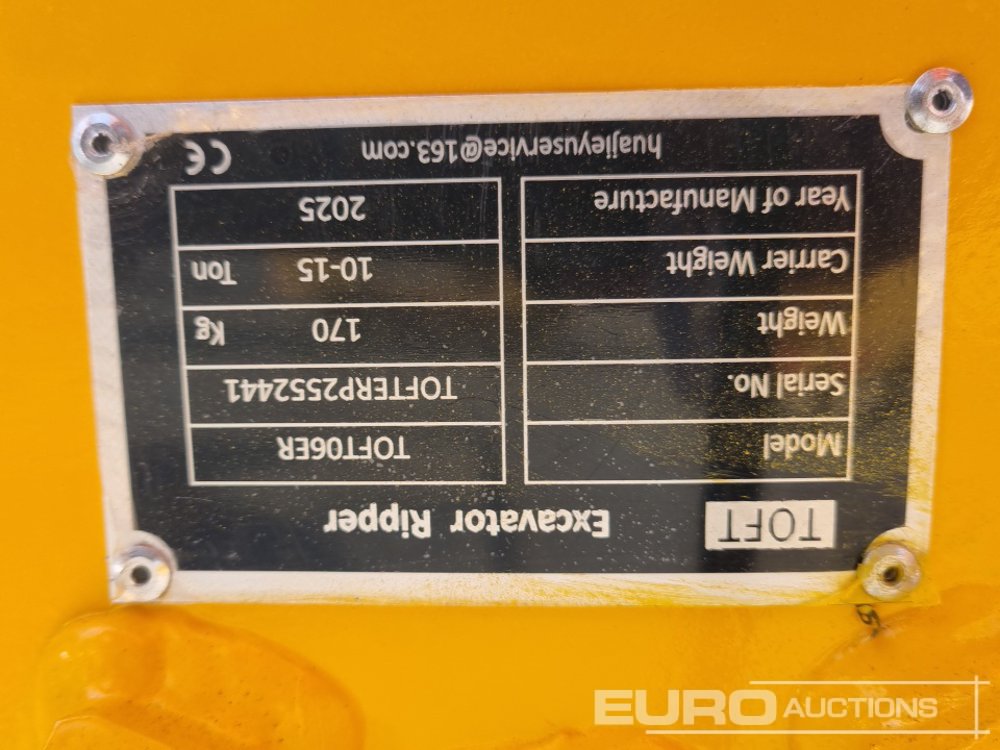 TOFT Excavator Ripper
Model TOFT06ER
Serial No. TOFTERP2552441
Weight 170 Kg
Carrier Weight 10-15 Ton
Year of Manufacture 2025
huajieyuservice@163.com CE
EURO AUCTIONS